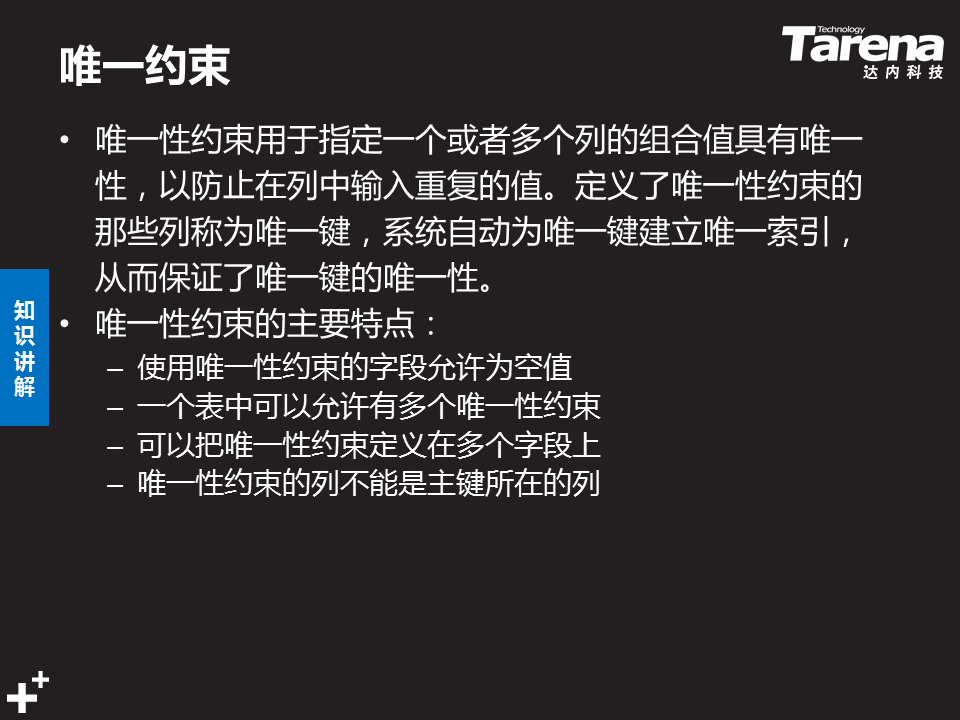 唯一约束
Technology
Tarena
达内科技
• 唯一性约束用于指定一个或者多个列的组合值具有唯一
性，以防止在列中输入重复的值。定义了唯一性约束的
那些列称为唯一键，系统自动为唯一键建立唯一索引，
从而保证了唯一键的唯一性。
• 唯一性约束的主要特点：
– 使用唯一性约束的字段允许为空值
– 一个表中可以允许有多个唯一性约束
– 可以把唯一性约束定义在多个字段上
– 唯一性约束的列不能是主键所在的列
知
识
讲
解